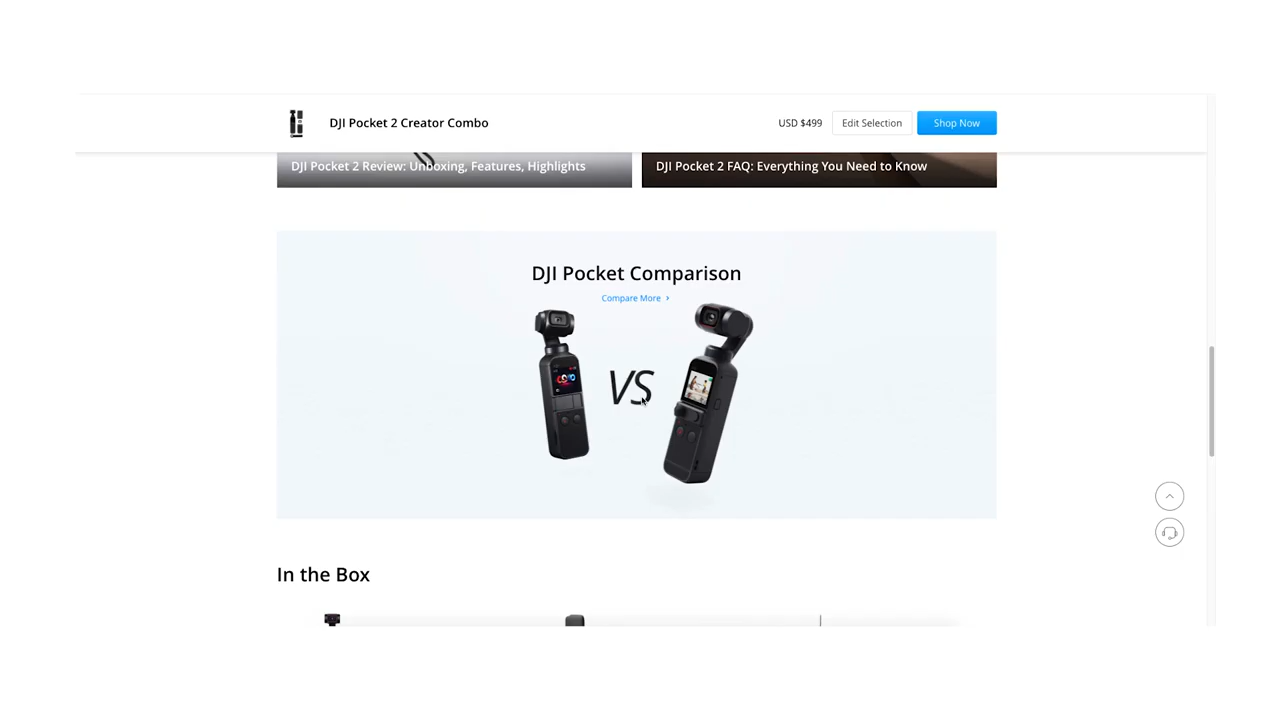 DJI Pocket 2 Creator Combo
USD $499
Edit Selection
Shop Now
DJI Pocket 2 Review: Unboxing, Features, Highlights
DJI Pocket 2 FAQ: Everything You Need to Know
DJI Pocket Comparison
Compare More >
VS
In the Box